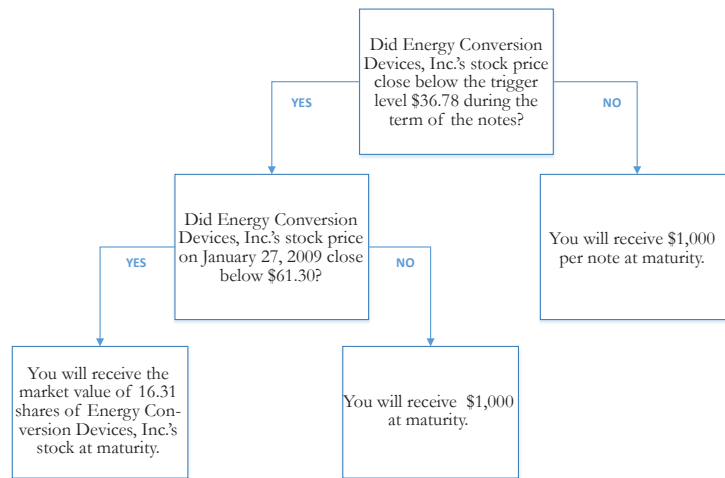 Did Energy Conversion
Devices, Inc.'s stock price
close below the trigger
level $36.78 during the
term of the notes?
YES
NO
Did Energy Conversion
Devices, Inc.'s stock price
on January 27, 2009 close
below $61.30?
You will receive $1,000
per note at maturity.
YES
NO
You will receive the
market value of 16.31
shares of Energy Con-
version Devices, Inc.'s
stock at maturity.
You will receive $1,000
at maturity.